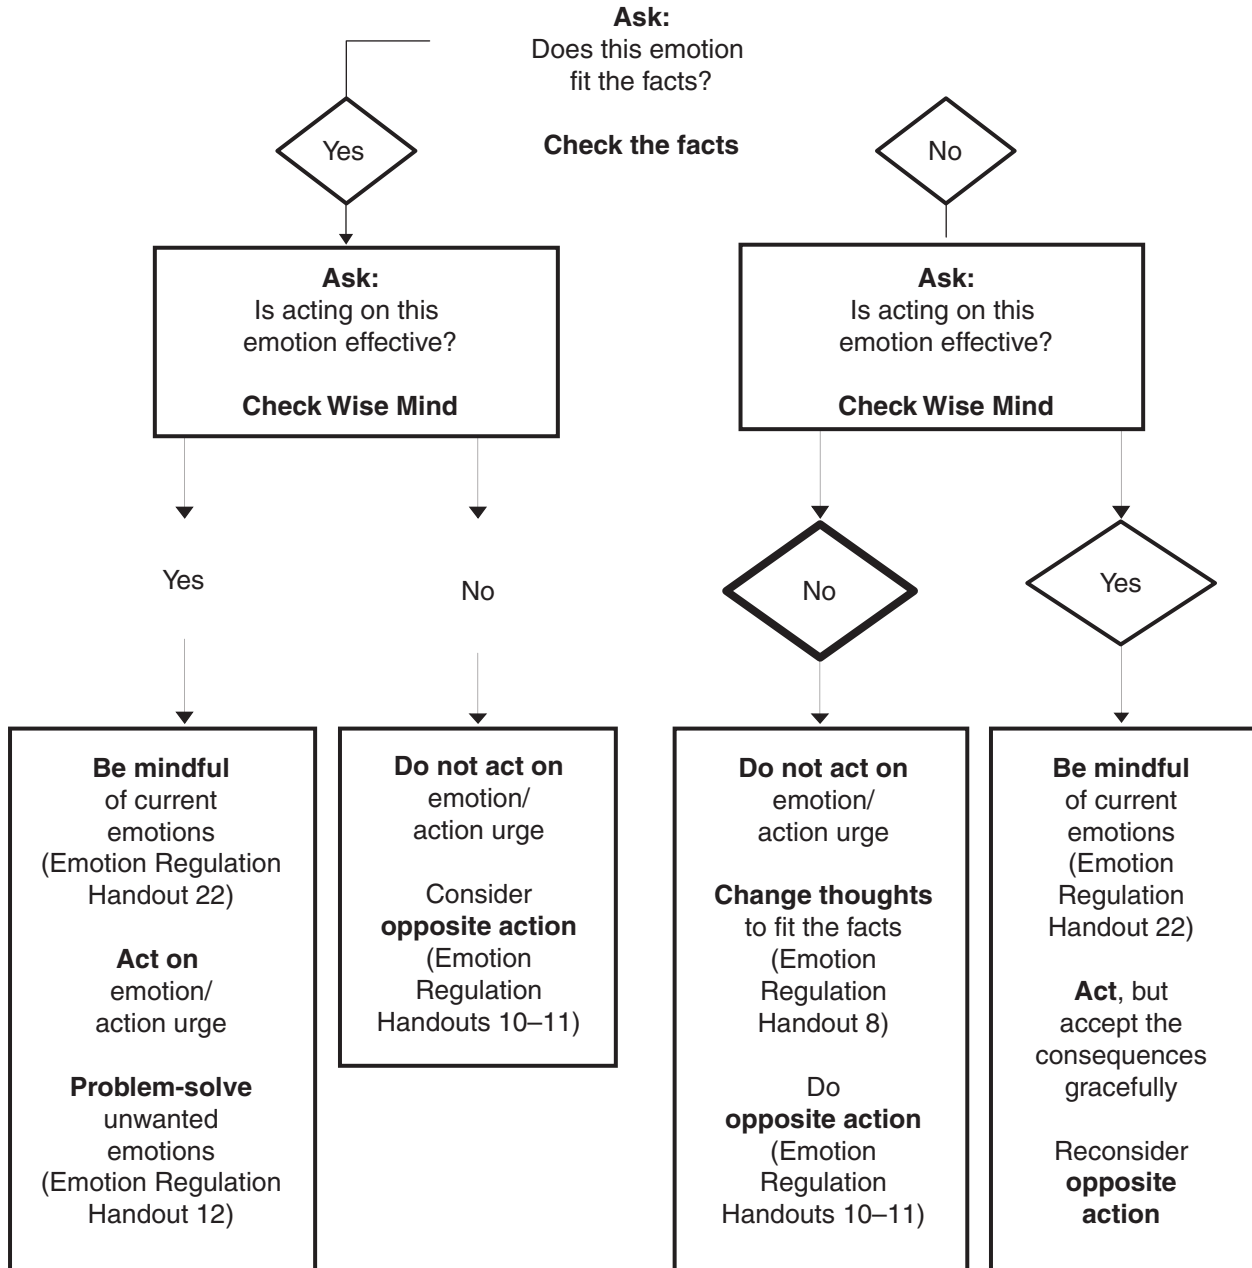 Ask:
Does this emotion
fit the facts?
Check the facts
Yes
No
Ask:
Is acting on this
emotion effective?
Check Wise Mind
Ask:
Is acting on this
emotion effective?
Check Wise Mind
Yes
No
No
Yes
Be mindful
of current
emotions
(Emotion Regulation
Handout 22)
Act on
emotion/
action urge
Problem-solve
unwanted
emotions
(Emotion Regulation
Handout 12)
Do not act on
emotion/
action urge
Consider
opposite action
(Emotion
Regulation
Handouts 10–11)
Do not act on
emotion/
action urge
Change thoughts
to fit the facts
(Emotion
Regulation
Handout 8)
Do
opposite action
(Emotion
Regulation
Handouts 10–11)
Be mindful
of current
emotions
(Emotion
Regulation
Handout 22)
Act, but
accept the
consequences
gracefully
Reconsider
opposite
action